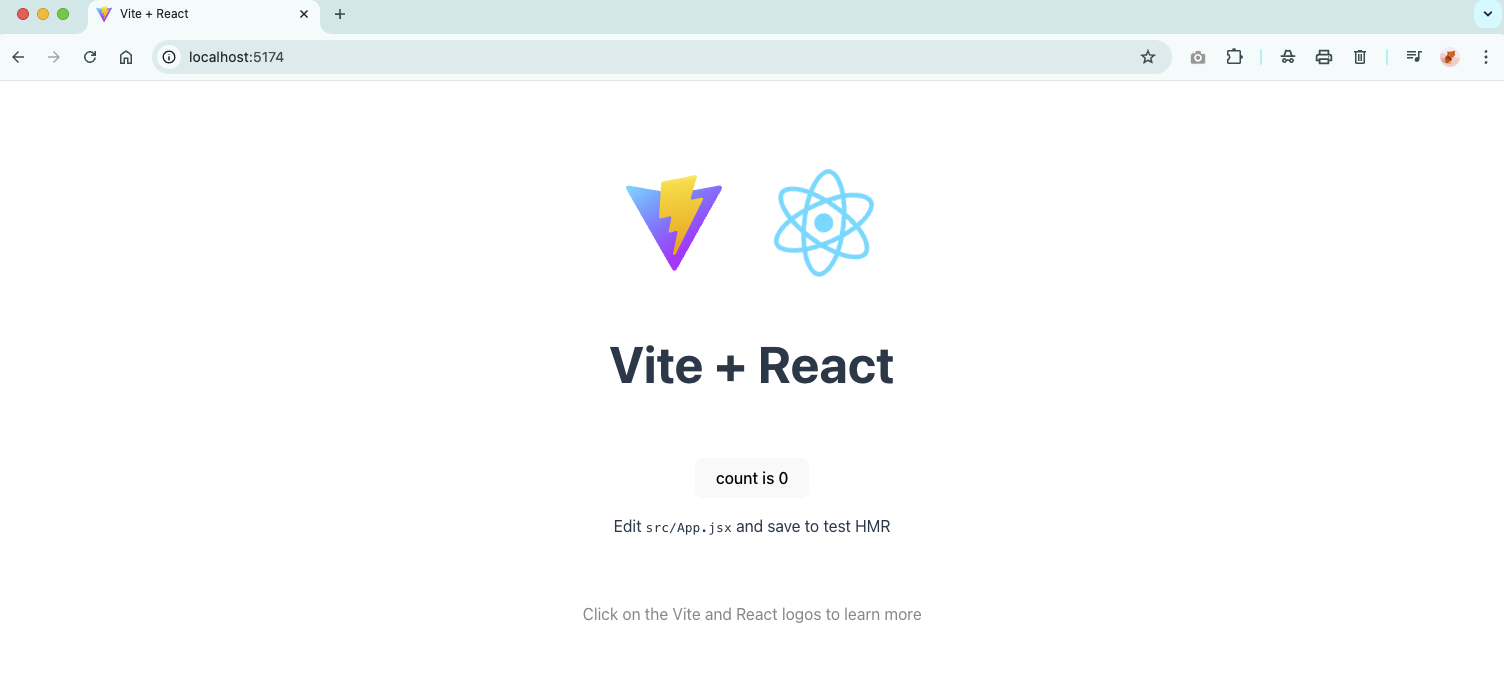 Vite + React
localhost:5174
Vite + React
count is 0
Edit src/App.jsx and save to test HMR
Click on the Vite and React logos to learn more